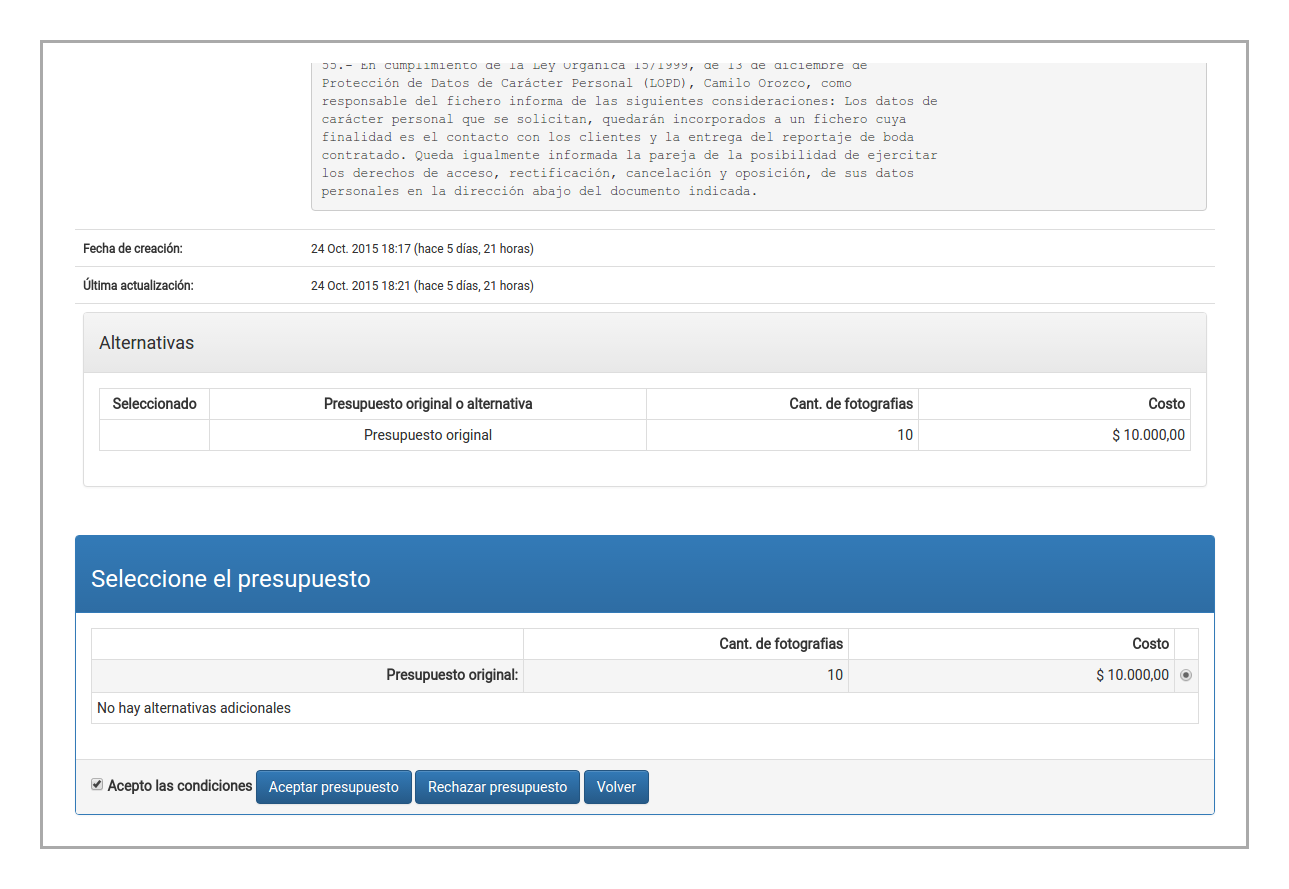 55.- En cumplimiento de la Ley Orgánica 15/1999, de 13 de diciembre de
Protección de Datos de Carácter Personal (LOPD), Camilo Orozco, como
responsable del fichero informa de las siguientes consideraciones: Los datos de
carácter personal que se solicitan, quedarán incorporados a un fichero cuya
finalidad es el contacto con los clientes y la entrega del reportaje de boda
contratado. Queda igualmente informada la pareja de la posibilidad de ejercitar
los derechos de acceso, rectificación, cancelación y oposición, de sus datos
personales en la dirección abajo del documento indicada.
Fecha de creación: 24 Oct. 2015 18:17 (hace 5 días, 21 horas)
Última actualización: 24 Oct. 2015 18:21 (hace 5 días, 21 horas)
Alternativas
Seleccionado Presupuesto original o alternativa Cant. de fotografias Costo
Presupuesto original 10 $ 10.000,00
Seleccione el presupuesto
Cant. de fotografias Costo
Presupuesto original: 10 $ 10.000,00
No hay alternativas adicionales
Acepto las condiciones Aceptar presupuesto Rechazar presupuesto Volver